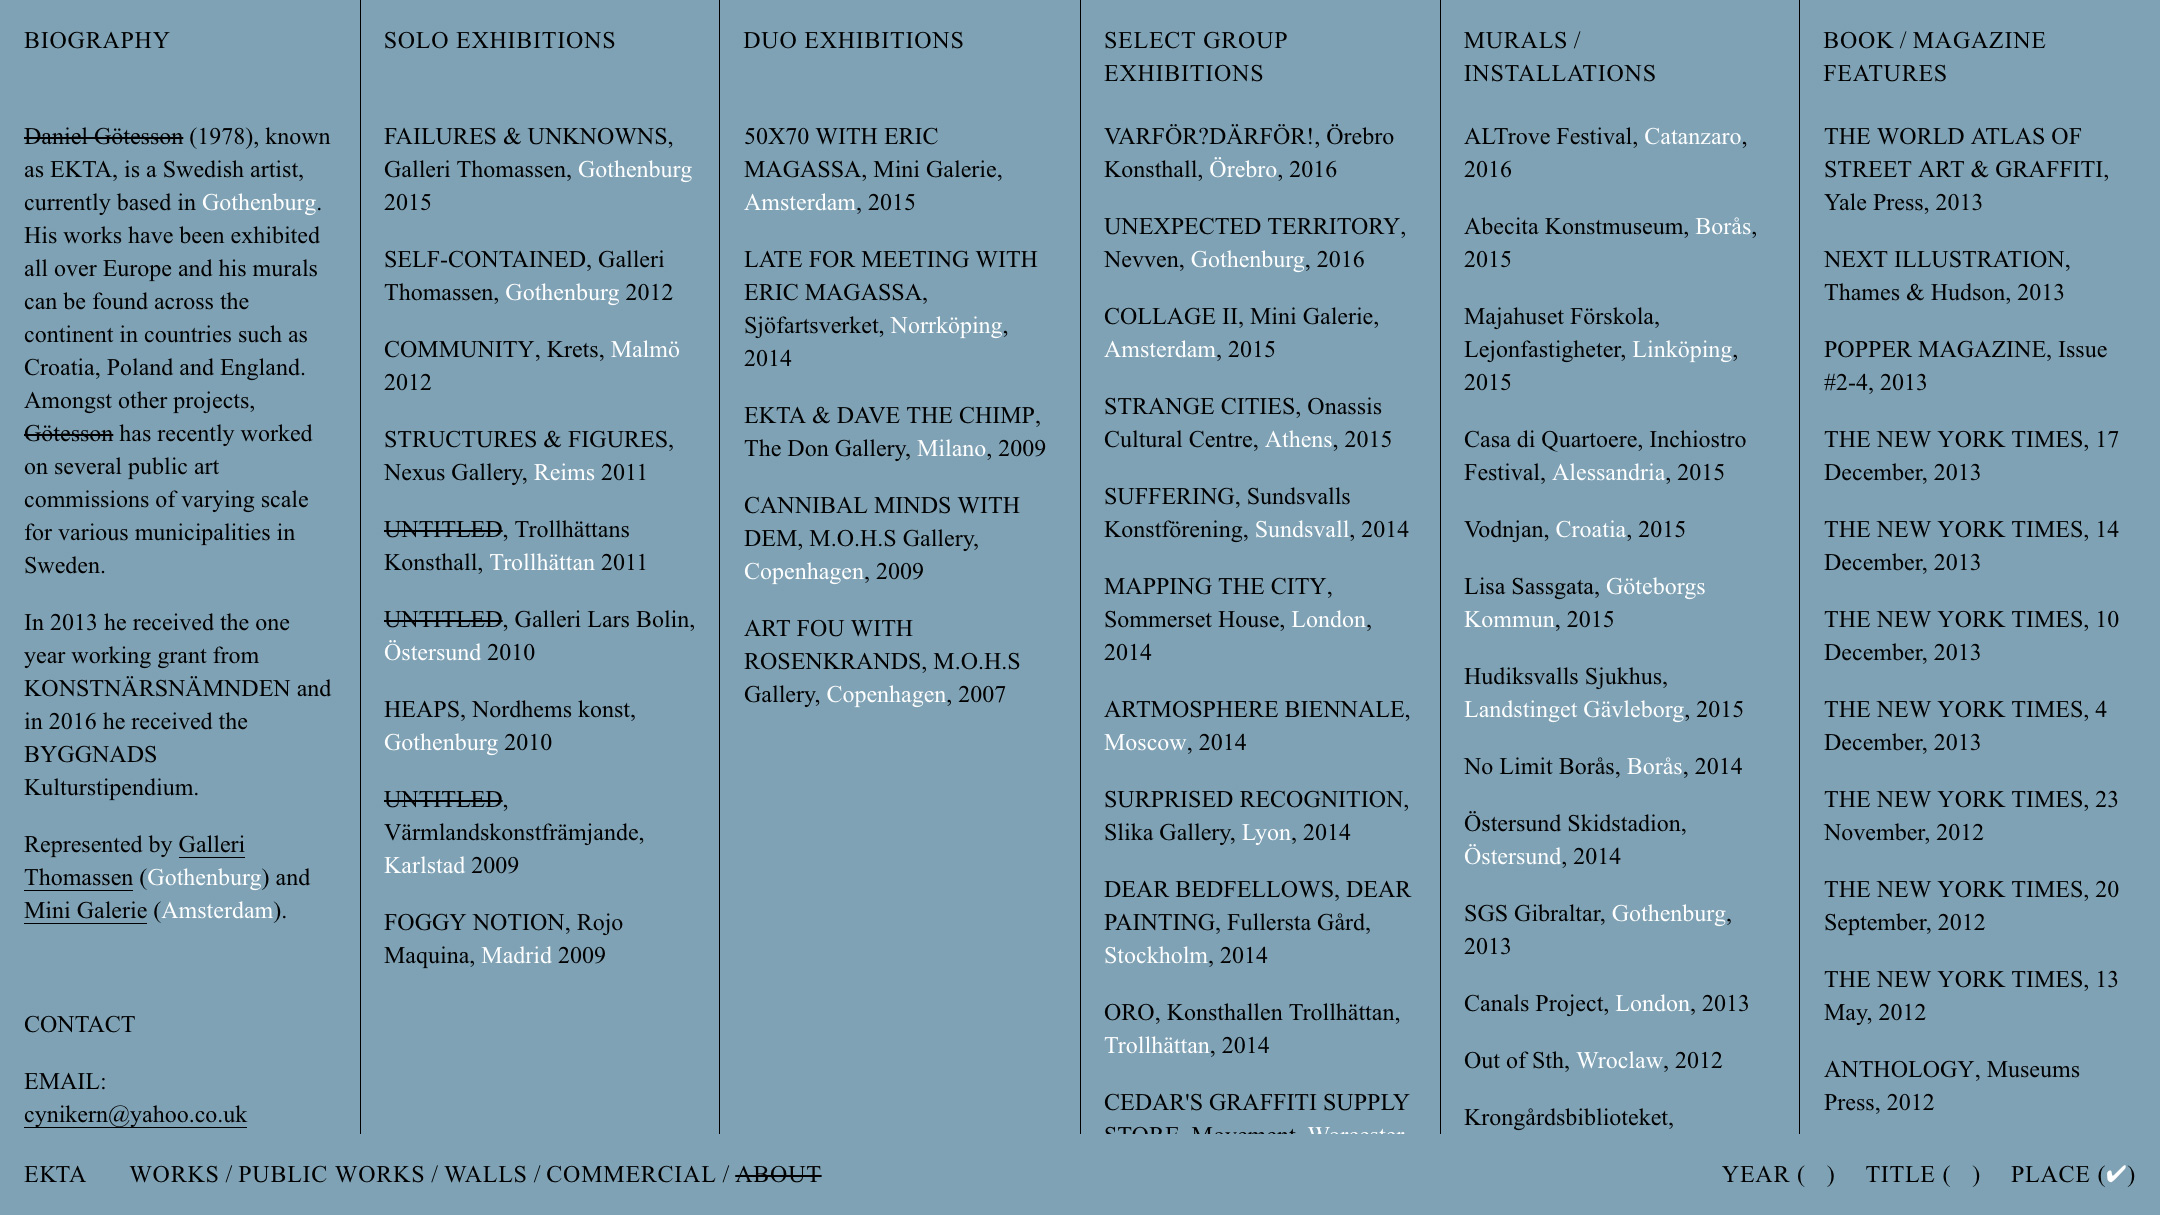 BIOGRAPHY
Daniel Götesson (1978), known
as EKTA, is a Swedish artist,
currently based in Gothenburg.
His works have been exhibited
all over Europe and his murals
can be found across the
continent in countries such as
Croatia, Poland and England.
Amongst other projects,
Götesson has recently worked
on several public art
commissions of varying scale
for various municipalities in
Sweden.
In 2013 he received the one
year working grant from
KONSTNÄRSNÄMNDEN and
in 2016 he received the
BYGGNADS
Kulturstipendium.
Represented by Galleri
Thomassen (Gothenburg) and
Mini Galerie (Amsterdam).
CONTACT
EMAIL:
cynikern@yahoo.co.uk
SOLO EXHIBITIONS
FAILURES & UNKNOWNS,
Galleri Thomassen, Gothenburg
2015
SELF-CONTAINED, Galleri
Thomassen, Gothenburg 2012
COMMUNITY, Krets, Malmö
2012
STRUCTURES & FIGURES,
Nexus Gallery, Reims 2011
UNTITLED, Trollhättans
Konsthall, Trollhättan 2011
UNTITLED, Galleri Lars Bolin,
Östersund 2010
HEAPS, Nordhems konst,
Gothenburg 2010
UNTITLED,
Värmlandskonstfrämjande,
Karlstad 2009
FOGGY NOTION, Rojo
Maquina, Madrid 2009
DUO EXHIBITIONS
50X70 WITH ERIC
MAGASSA, Mini Galerie,
Amsterdam, 2015
LATE FOR MEETING WITH
ERIC MAGASSA,
Sjöfartsverket, Norrköping,
2014
EKTA & DAVE THE CHIMP,
The Don Gallery, Milano, 2009
CANNIBAL MINDS WITH
DEM, M.O.H.S Gallery,
Copenhagen, 2009
ART FOU WITH
ROSENKRANDS, M.O.H.S
Gallery, Copenhagen, 2007
SELECT GROUP
EXHIBITIONS
VARFÖR?DÄRFÖR!, Örebro
Konsthall, Örebro, 2016
UNEXPECTED TERRITORY,
Nevven, Gothenburg, 2016
COLLAGE II, Mini Galerie,
Amsterdam, 2015
STRANGE CITIES, Onassis
Cultural Centre, Athens, 2015
SUFFERING, Sundsvalls
Konstförening, Sundsvall, 2014
MAPPING THE CITY,
Sommerset House, London,
2014
ARTMOSPHERE BIENNALE,
Moscow, 2014
SURPRISED RECOGNITION,
Slika Gallery, Lyon, 2014
DEAR BEDFELLOWS, DEAR
PAINTING, Fullersta Gård,
Stockholm, 2014
ORO, Konsthallen Trollhättan,
Trollhättan, 2014
CEDAR'S GRAFFITI SUPPLY
STORE, Movement, Worcester,
MURALS /
INSTALLATIONS
ALTrove Festival, Catanzaro,
2016
Abecita Konstmuseum, Borås,
2015
Majahuset Förskola,
Lejonfastigheter, Linköping,
2015
Casa di Quartoere, Inchiostro
Festival, Alessandria, 2015
Vodnjan, Croatia, 2015
Lisa Sassgata, Göteborgs
Kommun, 2015
Hudiksvalls Sjukhus,
Landstinget Gävleborg, 2015
No Limit Borås, Borås, 2014
Östersund Skidstadion,
Östersund, 2014
SGS Gibraltar, Gothenburg,
2013
Canals Project, London, 2013
Out of Sth, Wroclaw, 2012
Krongårdsbiblioteket,
BOOK / MAGAZINE
FEATURES
THE WORLD ATLAS OF
STREET ART & GRAFFITI,
Yale Press, 2013
NEXT ILLUSTRATION,
Thames & Hudson, 2013
POPPER MAGAZINE, Issue
#2-4, 2013
THE NEW YORK TIMES, 17
December, 2013
THE NEW YORK TIMES, 14
December, 2013
THE NEW YORK TIMES, 10
December, 2013
THE NEW YORK TIMES, 4
December, 2013
THE NEW YORK TIMES, 23
November, 2012
THE NEW YORK TIMES, 20
September, 2012
THE NEW YORK TIMES, 13
May, 2012
ANTHOLOGY, Museums
Press, 2012
EKTA WORKS / PUBLIC WORKS / WALLS / COMMERCIAL / ABOUT YEAR ( ) TITLE ( ) PLACE (✔)